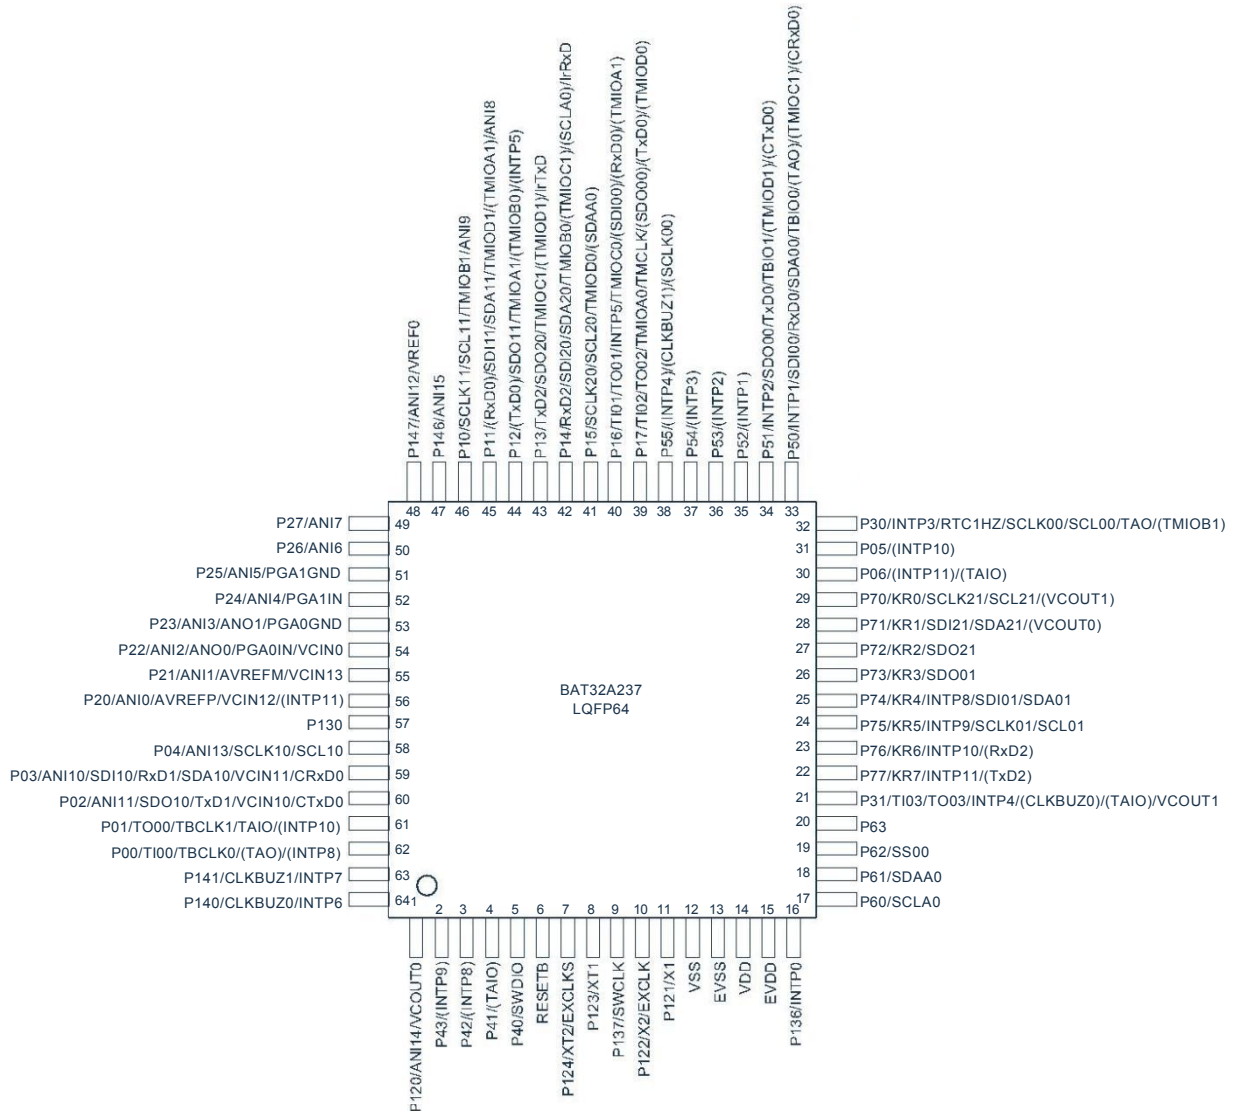 P147/ANI12/VREF0
P146/ANI15
P10/SCLK11/SCL11/TMIOB1/ANI9
P11/(RxD0)/SDI11/SDA11/TMIOD1/(TMIOA1)/ANI8
P12/(TxD0)/SDO11/TMIOA1/(TMIOB0)/(INTP5)
P13/TxD2/SDO20/TMIOC1/(TMIOD1)/IrTxD
P14/RxD2/SDI20/SDA20/TMIOB0/(TMIOC1)/(SCLA0)/IrRxD
P15/SCLK20/SCL20/TMIOD0/(SDAA0)
P16/TI01/TO01/INTP5/TMIOC0/(SDI00)/(RxD0)/(TMIOA1)
P17/TI02/TO02/TMIOA0/TMCLK/(SDO00)/(TxD0)/(TMIOD0)
P55/(INTP4)/(CLKBUZ1)/(SCLK00)
P54/(INTP3)
P53/(INTP2)
P52/(INTP1)
P51/INTP2/SDO00/TxD0/TBIO1/(TMIOD1)/(CTxD0)
P50/INTP1/SDI00/RxD0/SDA00/TBIO0/(TAO)/(TMIOC1)/(CRxD0)
48 47 46 45 44 43 42 41 40 39 38 37 36 35 34 33
P27/ANI7 49
P26/ANI6 50
P25/ANI5/PGA1GND 51
P24/ANI4/PGA1IN 52
P23/ANI3/ANO1/PGA0GND 53
P22/ANI2/ANO0/PGA0IN/VCIN0 54
P21/ANI1/AVREFM/VCIN13 55
P20/ANI0/AVREFP/VCIN12/(INTP11) 56
P130 57
P04/ANI13/SCLK10/SCL10 58
P03/ANI10/SDI10/RxD1/SDA10/VCIN11/CRxD0 59
P02/ANI11/SDO10/TxD1/VCIN10/CTxD0 60
P01/TO00/TBCLK1/TAIO/(INTP10) 61
P00/TI00/TBCLK0/(TAO)/(INTP8) 62
P141/CLKBUZ1/INTP7 63
P140/CLKBUZ0/INTP6 64
BAT32A237
LQFP64
32 P30/INTP3/RTC1HZ/SCLK00/SCL00/TAO/(TMIOB1)
31 P05/(INTP10)
30 P06/(INTP11)/(TAIO)
29 P70/KR0/SCLK21/SCL21/(VCOUT1)
28 P71/KR1/SDI21/SDA21/(VCOUT0)
27 P72/KR2/SDO21
26 P73/KR3/SDO01
25 P74/KR4/INTP8/SDI01/SDA01
24 P75/KR5/INTP9/SCLK01/SCL01
23 P76/KR6/INTP10/(RxD2)
22 P77/KR7/INTP11/(TxD2)
21 P31/TI03/TO03/INTP4/(CLKBUZ0)/(TAIO)/VCOUT1
20 P63
19 P62/SS00
18 P61/SDAA0
17 P60/SCLA0
1 2 3 4 5 6 7 8 9 10 11 12 13 14 15 16
P120/ANI14/VCOUT0
P43/(INTP9)
P42/(INTP8)
P41/(TAIO)
P40/SWDIO
RESETB
P124/XT2/EXCLKS
P123/XT1
P137/SWCLK
P122/X2/EXCLK
P121/X1
VSS
EVSS
VDD
EVDD
P136/INTP0